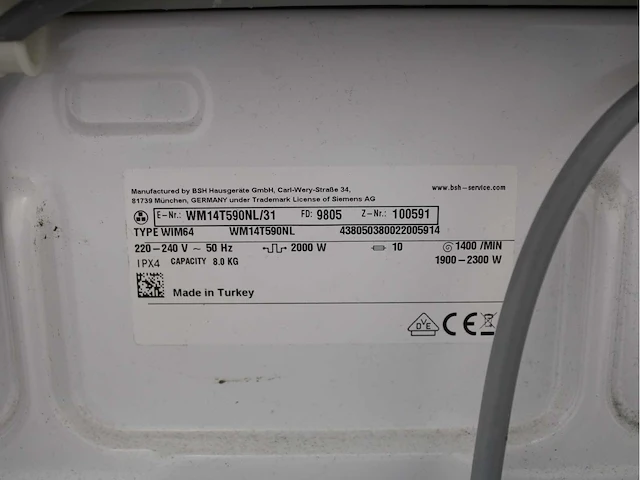 Manufactured by BSH Hausgeräte GmbH, Carl-Wery-Straße 34,
81739 München, GERMANY under Trademark License of Siemens AG
www.bsh-service.com
E-Nr.: WM14T590NL/31 FD: 9805 Z-Nr.: 100591
TYPE WIM64 WM14T590NL 438050380022005914
220-240 V ~ 50 Hz 2000 W 10 1400 /MIN
IPX4 CAPACITY 8.0 KG 1900-2300 W
Made in Turkey
DVE CE